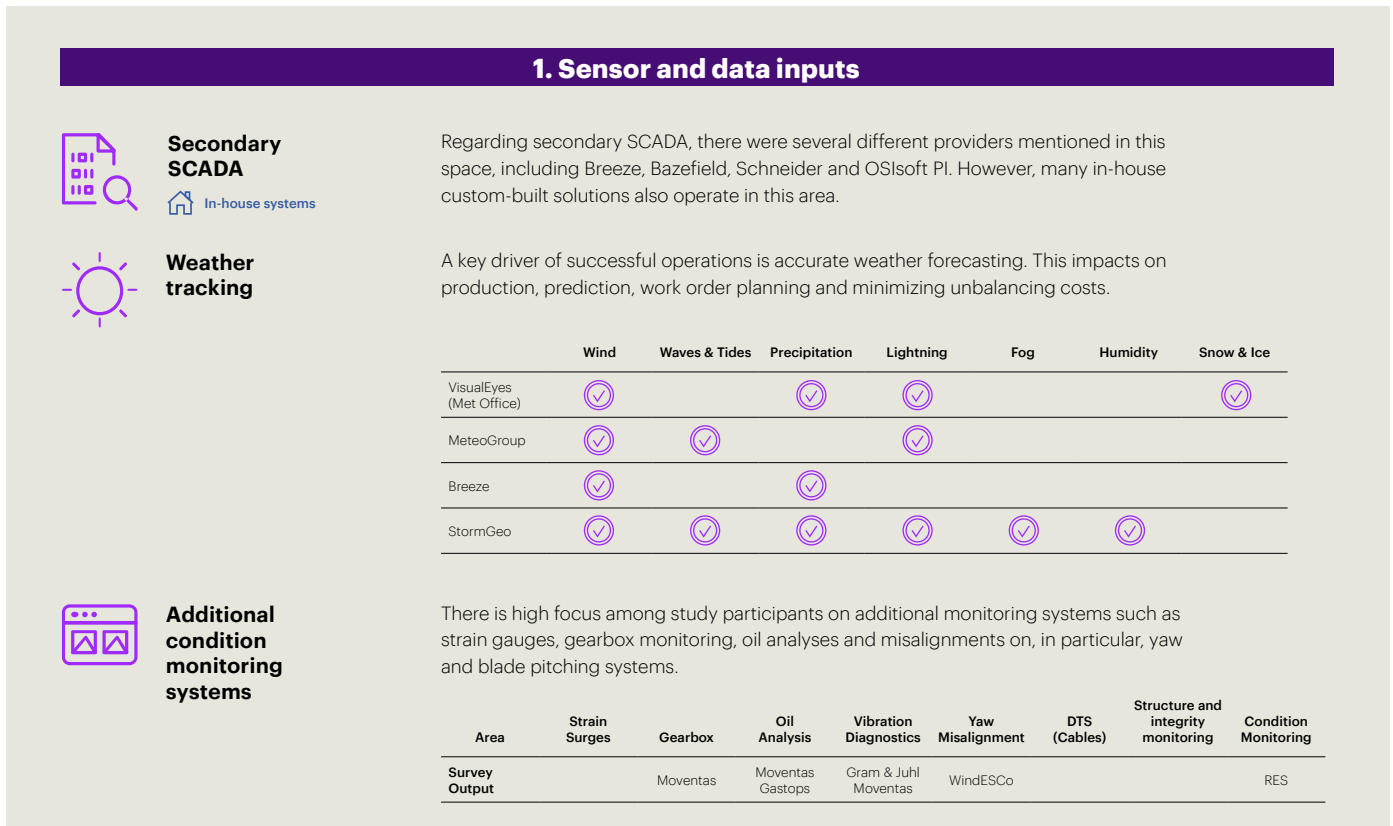 1. Sensor and data inputs
Secondary
SCADA
In-house systems
Regarding secondary SCADA, there were several different providers mentioned in this
space, including Breeze, Bazefield, Schneider and OSIsoft PI. However, many in-house
custom-built solutions also operate in this area.
Weather
tracking
A key driver of successful operations is accurate weather forecasting. This impacts on
production, prediction, work order planning and minimizing unbalancing costs.
Wind Waves & Tides Precipitation Lightning Fog Humidity Snow & Ice
VisualEyes
(Met Office)
MeteoGroup
Breeze
StormGeo
Additional
condition
monitoring
systems
There is high focus among study participants on additional monitoring systems such as
strain gauges, gearbox monitoring, oil analyses and misalignments on, in particular, yaw
and blade pitching systems.
Area
Strain
Surges
Gearbox
Oil
Analysis
Vibration
Diagnostics
Yaw
Misalignment
DTS
(Cables)
Structure and
integrity
monitoring
Condition
Monitoring
Survey
Output
Moventas
Moventas
Gastops
Gram & Juhl
Moventas
WindESCo
RES